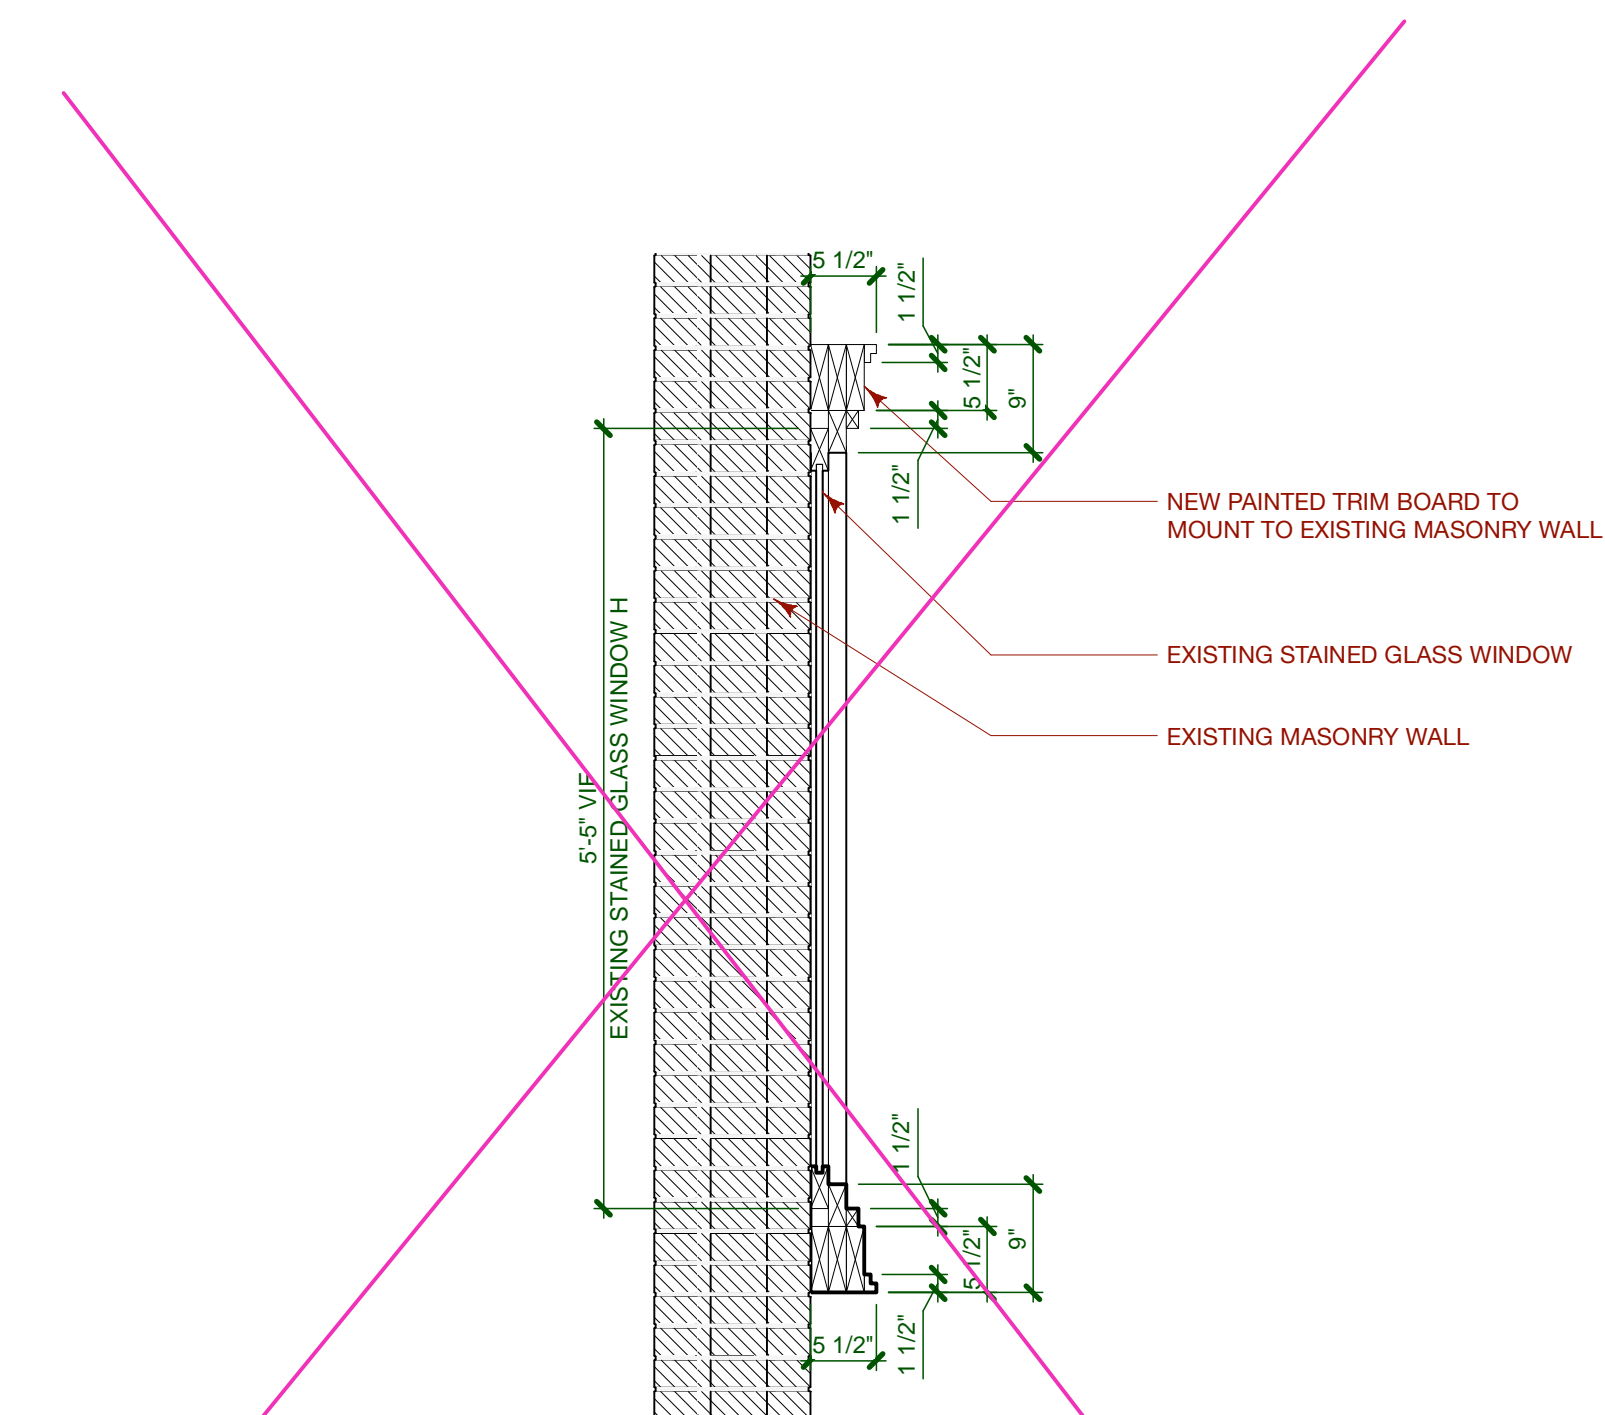 5 1/2"
1 1/2"
5 1/2"
9"
1 1/2"
NEW PAINTED TRIM BOARD TO
MOUNT TO EXISTING MASONRY WALL
EXISTING STAINED GLASS WINDOW
EXISTING MASONRY WALL
5'-5" VIF
EXISTING STAINED GLASS WINDOW H
1 1/2"
5 1/2"
9"
1 1/2"
5 1/2"